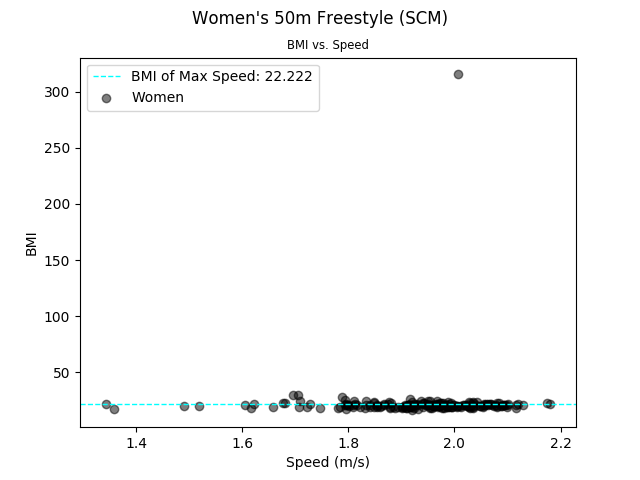 Women's 50m Freestyle (SCM)
BMI vs. Speed
BMI of Max Speed: 22.222
Women
300
250
200
150
100
50
BMI
1.4 1.6 1.8 2.0 2.2
Speed (m/s)